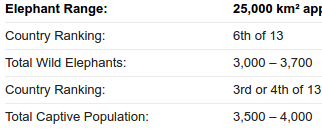 Elephant Range: 25,000 km²
Country Ranking: 6th of 13
Total Wild Elephants: 3,000 – 3,700
Country Ranking: 3rd or 4th of 13
Total Captive Population: 3,500 – 4,000